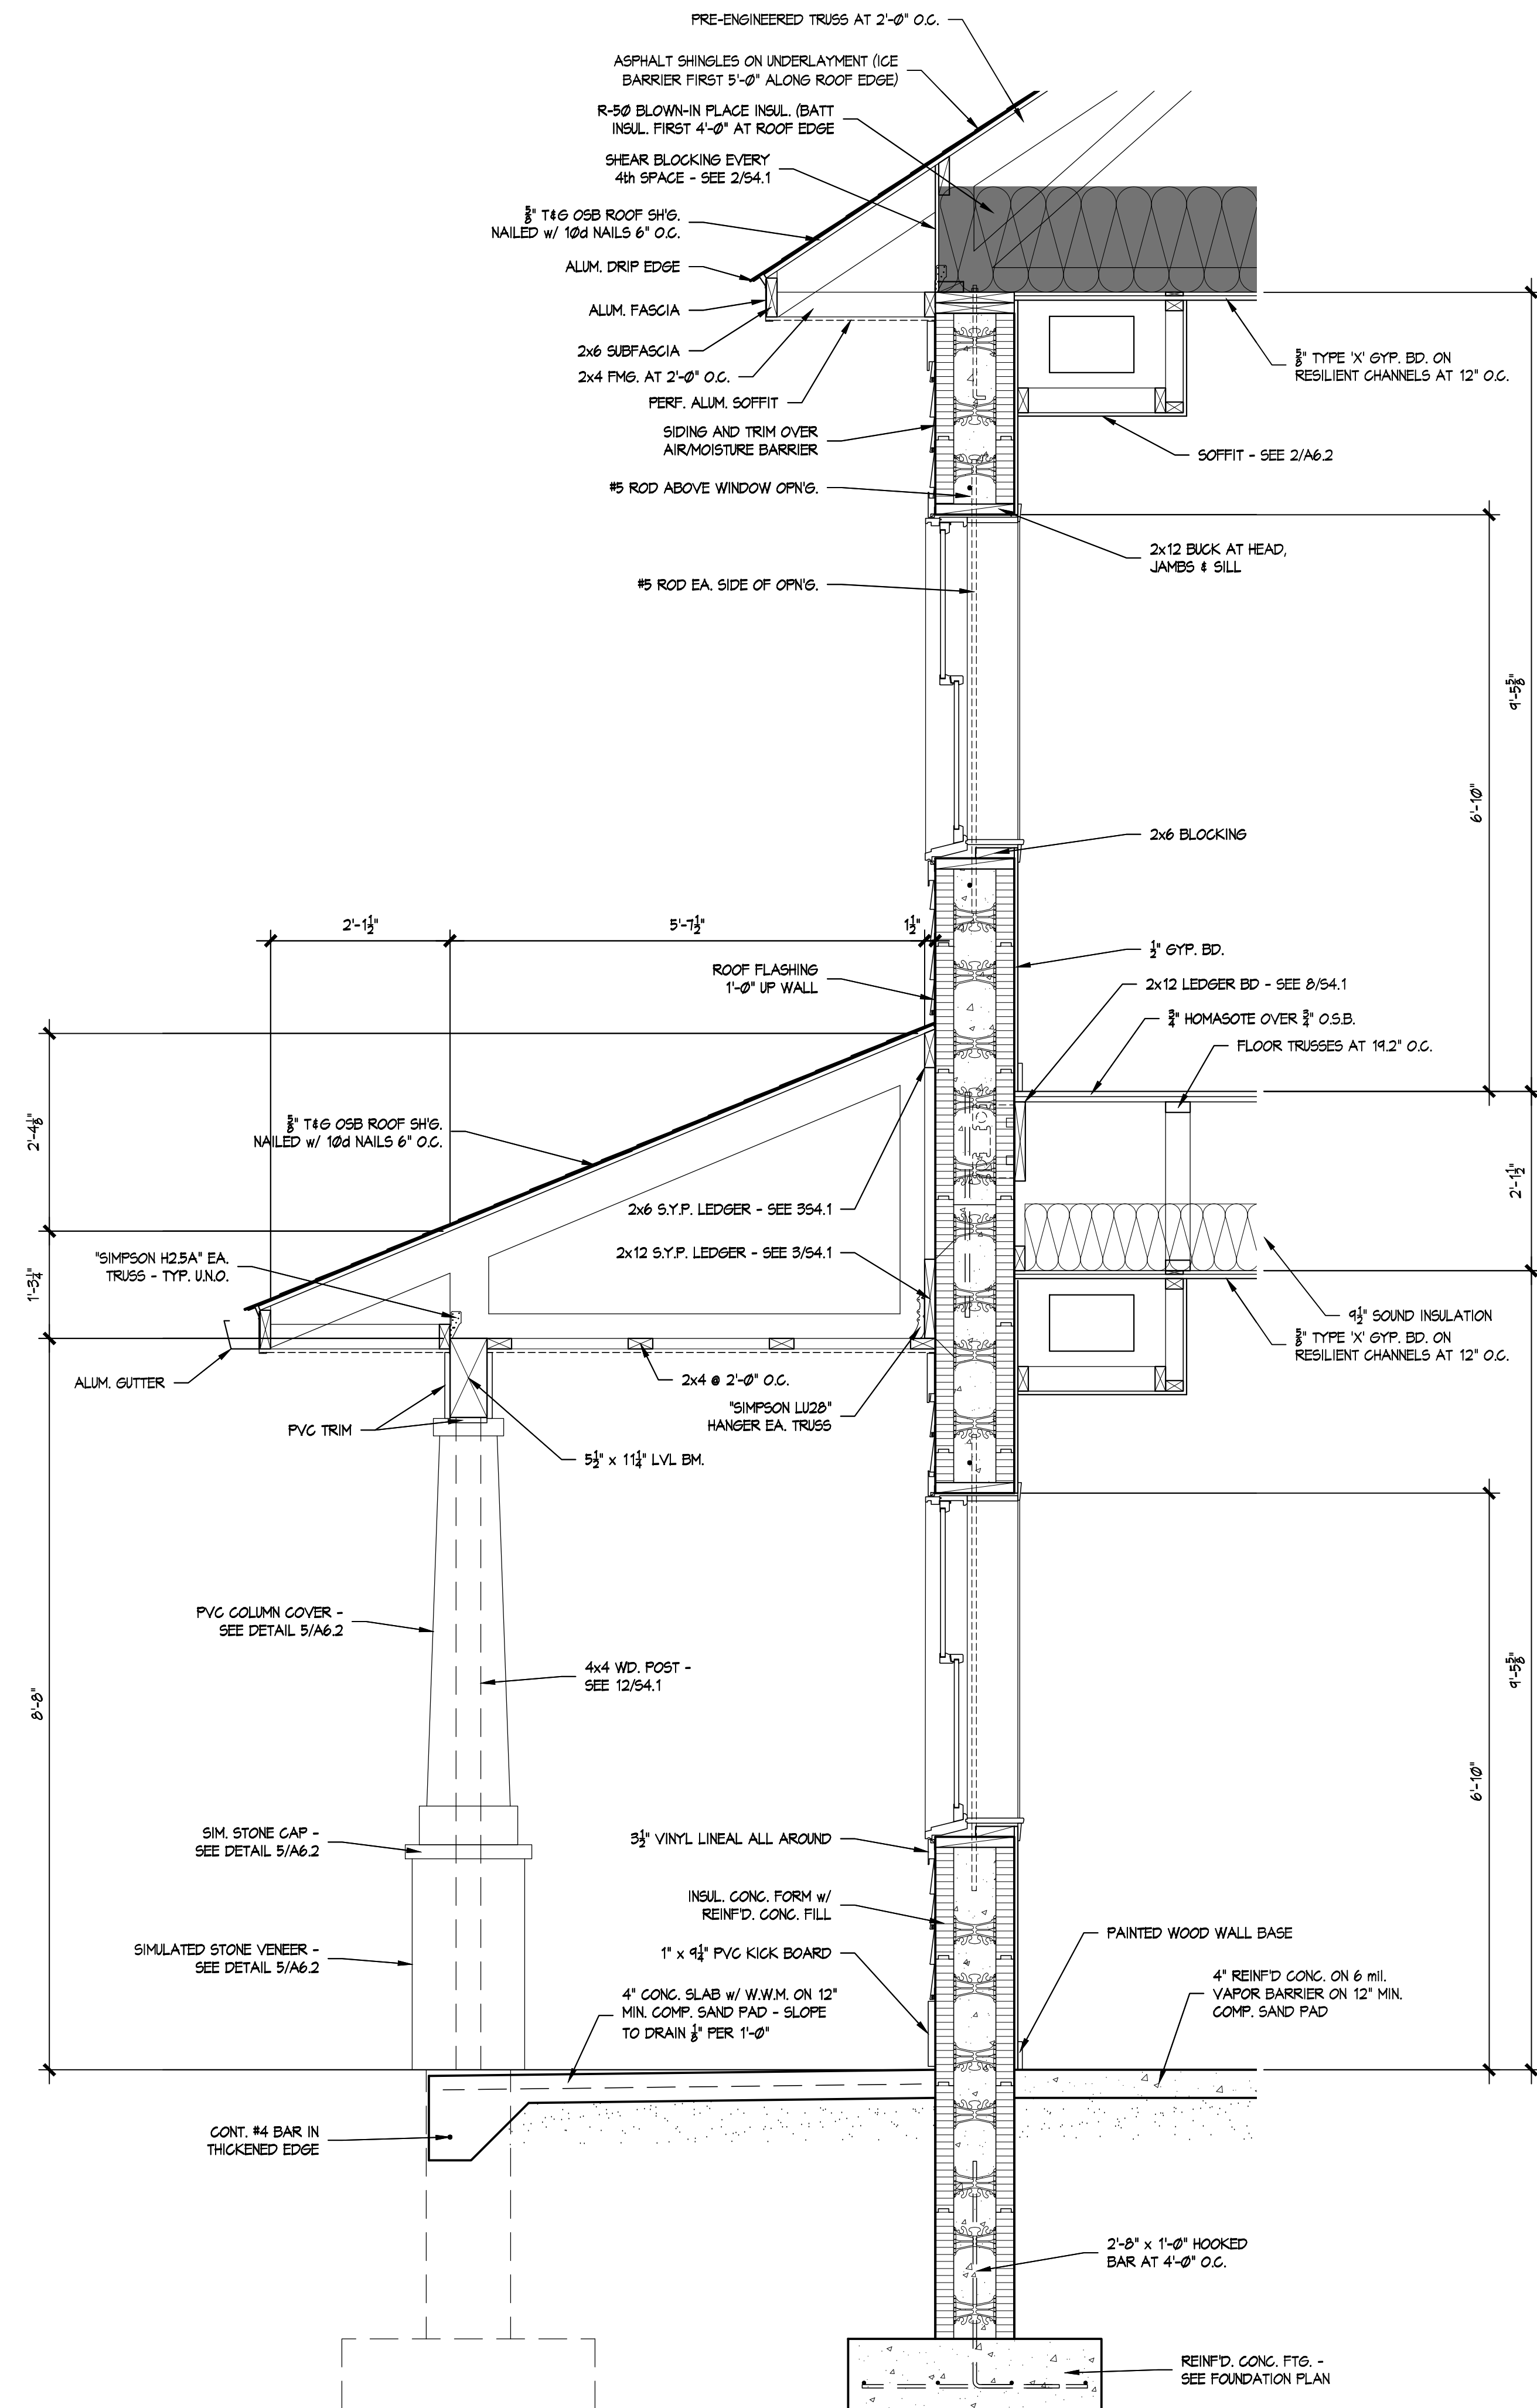 PRE-ENGINEERED TRUSS AT 2'-0" O.C.
ASPHALT SHINGLES ON UNDERLAYMENT (ICE
BARRIER FIRST 5'-0" ALONG ROOF EDGE)
R-50 BLOWN-IN PLACE INSUL. (BATT
INSUL. FIRST 4'-0" AT ROOF EDGE
SHEAR BLOCKING EVERY
4th SPACE - SEE 2/S4.1
5/8" T&G OSB ROOF SH'G.
NAILED w/ 10d NAILS 6" O.C.
ALUM. DRIP EDGE
ALUM. FASCIA
2x6 SUBFASCIA
2x4 FMG. AT 2'-0" O.C.
PERF. ALUM. SOFFIT
SIDING AND TRIM OVER
AIR/MOISTURE BARRIER
#5 ROD ABOVE WINDOW OPN'G.
#5 ROD EA. SIDE OF OPN'G.
5/8" TYPE 'X' GYP. BD. ON
RESILIENT CHANNELS AT 12" O.C.
SOFFIT - SEE 2/A6.2
2x12 BUCK AT HEAD,
JAMBS & SILL
9'-5 5/8"
6'-10"
2x6 BLOCKING
2'-1 1/2"
5'-7 1/2"
1 1/2"
ROOF FLASHING
1'-0" UP WALL
1/2" GYP. BD.
2x12 LEDGER BD - SEE 8/S4.1
3/4" HOMASOTE OVER 3/4" O.S.B.
FLOOR TRUSSES AT 19.2" O.C.
2'-4 1/8"
5/8" T&G OSB ROOF SH'G.
NAILED w/ 10d NAILS 6" O.C.
2x6 S.Y.P. LEDGER - SEE 3S4.1
2x12 S.Y.P. LEDGER - SEE 3/S4.1
2'-1 1/2"
"SIMPSON H2.5A" EA.
TRUSS - TYP. U.N.O.
1'-3 1/4"
9 1/2" SOUND INSULATION
5/8" TYPE 'X' GYP. BD. ON
RESILIENT CHANNELS AT 12" O.C.
ALUM. GUTTER
2x4 @ 2'-0" O.C.
"SIMPSON LU28"
HANGER EA. TRUSS
PVC TRIM
5 1/2" x 11 1/4" LVL BM.
PVC COLUMN COVER -
SEE DETAIL 5/A6.2
4x4 WD. POST -
SEE 12/S4.1
8'-8"
9'-5 5/8"
6'-10"
SIM. STONE CAP -
SEE DETAIL 5/A6.2
3 1/2" VINYL LINEAL ALL AROUND
INSUL. CONC. FORM w/
REINF'D. CONC. FILL
SIMULATED STONE VENEER -
SEE DETAIL 5/A6.2
1" x 9 1/4" PVC KICK BOARD
PAINTED WOOD WALL BASE
4" CONC. SLAB w/ W.W.M. ON 12"
MIN. COMP. SAND PAD - SLOPE
TO DRAIN 1/8" PER 1'-0"
4" REINF'D CONC. ON 6 mil.
VAPOR BARRIER ON 12" MIN.
COMP. SAND PAD
CONT. #4 BAR IN
THICKENED EDGE
2'-8" x 1'-0" HOOKED
BAR AT 4'-0" O.C.
REINF'D. CONC. FTG. -
SEE FOUNDATION PLAN